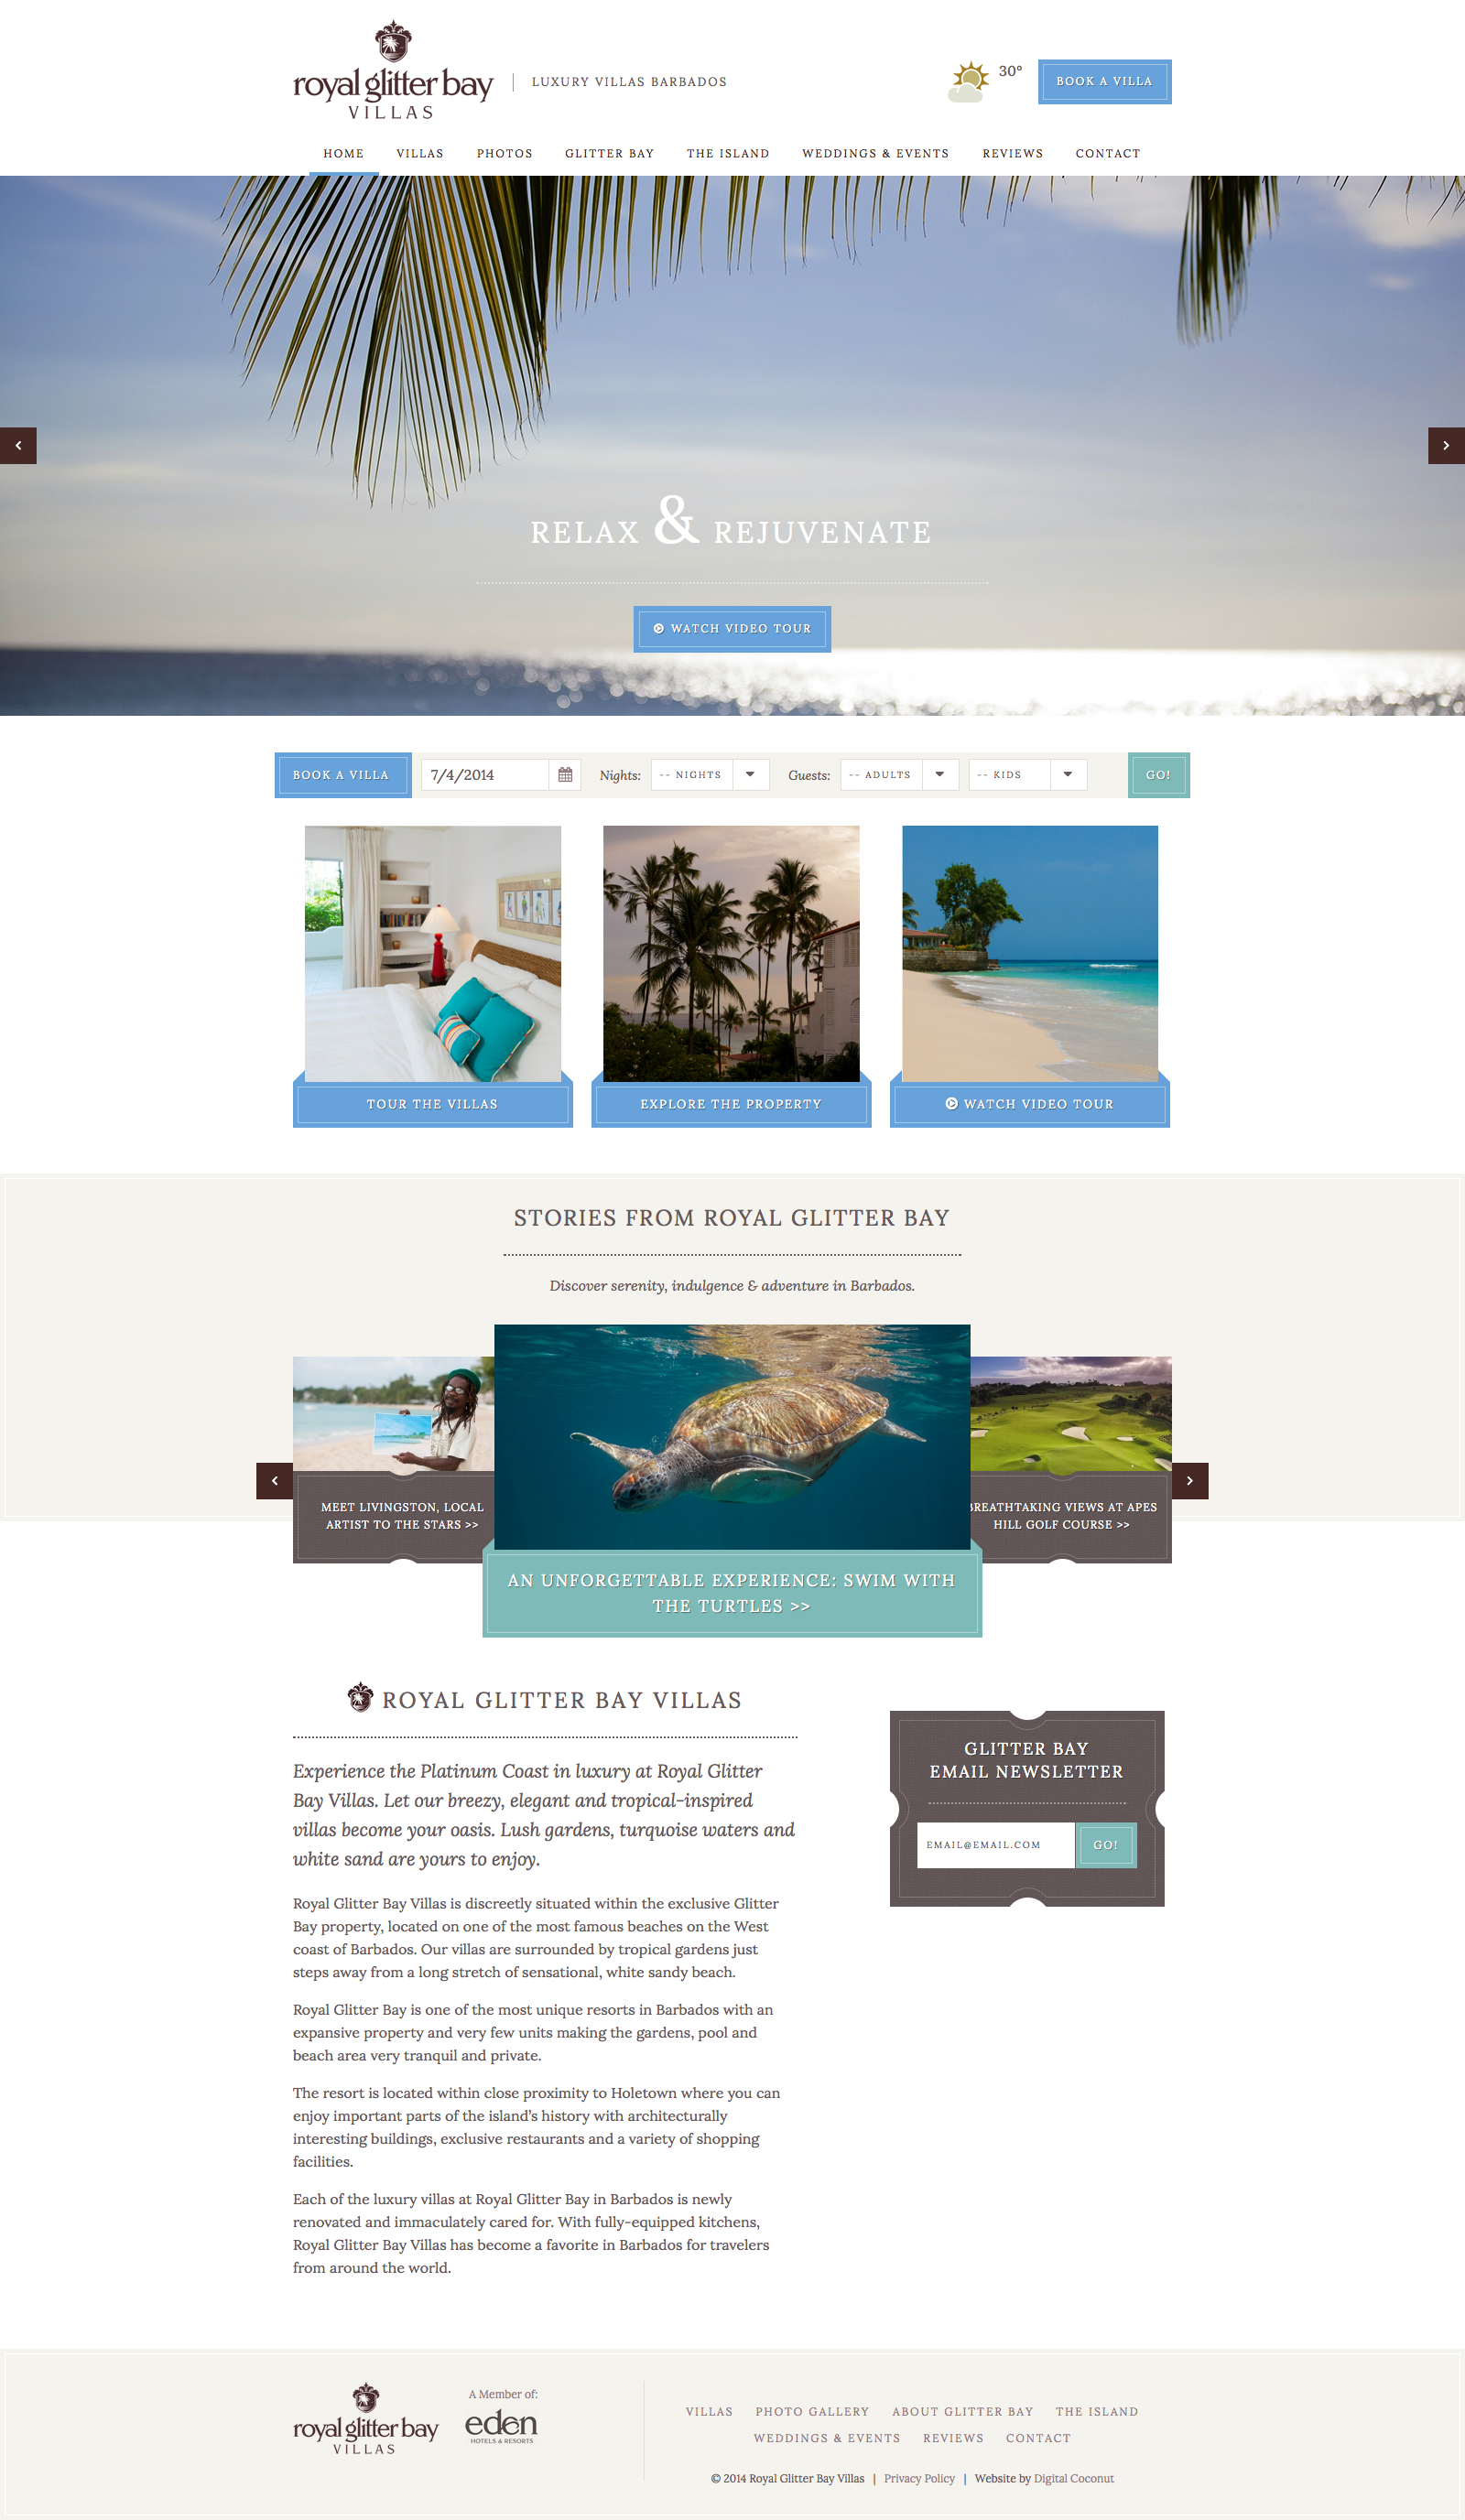 royal glitter bay
VILLAS
LUXURY VILLAS BARBADOS
30°
BOOK A VILLA
HOME VILLAS PHOTOS GLITTER BAY THE ISLAND WEDDINGS & EVENTS REVIEWS CONTACT
RELAX & REJUVENATE
WATCH VIDEO TOUR
BOOK A VILLA 7/4/2014 Nights: -- NIGHTS Guests: -- ADULTS -- KIDS GO!
TOUR THE VILLAS
EXPLORE THE PROPERTY
WATCH VIDEO TOUR
STORIES FROM ROYAL GLITTER BAY
Discover serenity, indulgence & adventure in Barbados.
MEET LIVINGSTON, LOCAL
ARTIST TO THE STARS >>
AN UNFORGETTABLE EXPERIENCE: SWIM WITH
THE TURTLES >>
BREATHTAKING VIEWS AT APES
HILL GOLF COURSE >>
ROYAL GLITTER BAY VILLAS
Experience the Platinum Coast in luxury at Royal Glitter
Bay Villas. Let our breezy, elegant and tropical-inspired
villas become your oasis. Lush gardens, turquoise waters and
white sand are yours to enjoy.
Royal Glitter Bay Villas is discreetly situated within the exclusive Glitter
Bay property, located on one of the most famous beaches on the West
coast of Barbados. Our villas are surrounded by tropical gardens just
steps away from a long stretch of sensational, white sandy beach.
Royal Glitter Bay is one of the most unique resorts in Barbados with an
expansive property and very few units making the gardens, pool and
beach area very tranquil and private.
The resort is located within close proximity to Holetown where you can
enjoy important parts of the island's history with architecturally
interesting buildings, exclusive restaurants and a variety of shopping
facilities.
Each of the luxury villas at Royal Glitter Bay in Barbados is newly
renovated and immaculately cared for. With fully-equipped kitchens,
Royal Glitter Bay Villas has become a favorite in Barbados for travelers
from around the world.
GLITTER BAY
EMAIL NEWSLETTER
EMAIL@EMAIL.COM GO!
royal glitter bay
VILLAS
A Member of:
eden
HOTELS & RESORTS
VILLAS PHOTO GALLERY ABOUT GLITTER BAY THE ISLAND
WEDDINGS & EVENTS REVIEWS CONTACT
© 2014 Royal Glitter Bay Villas | Privacy Policy | Website by Digital Coconut